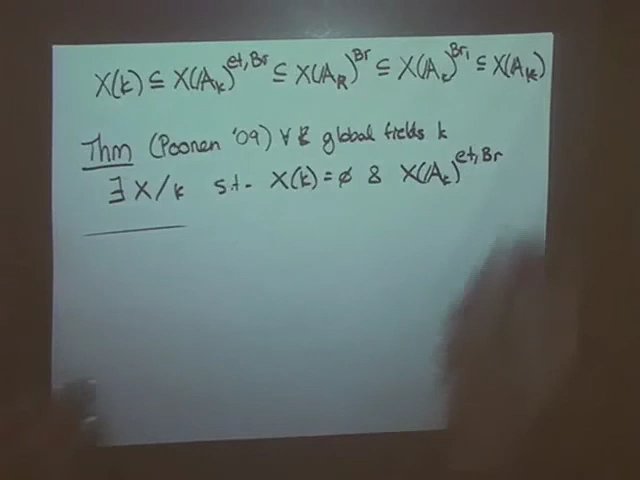 X(k) ⊆ X(𝔸_k)^{et,Br} ⊆ X(𝔸_k)^{Br} ⊆ X(𝔸_k)^{Br_1} ⊆ X(𝔸_k)
Thm (Poonen '09) ∀ global fields k
∃ X/k s.t. X(k) = ∅ & X(𝔸_k)^{et,Br}